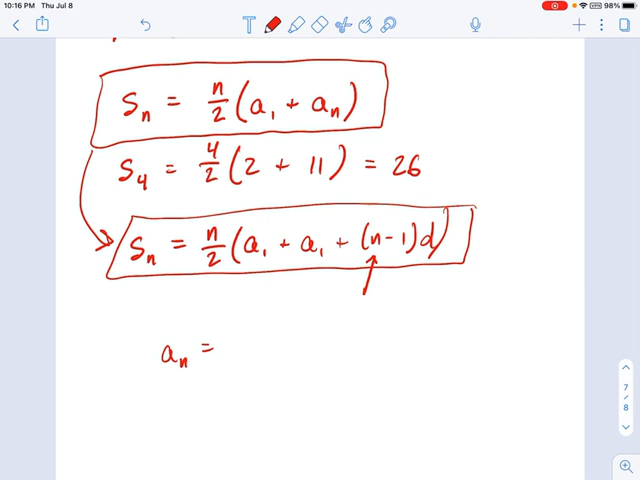 10:16 PM Thu Jul 8
VPN 98%
Sₙ = n/2 (a₁ + aₙ)
S₄ = 4/2 (2 + 11) = 26
Sₙ = n/2 (a₁ + a₁ + (n - 1)d)
aₙ =
7 / 8